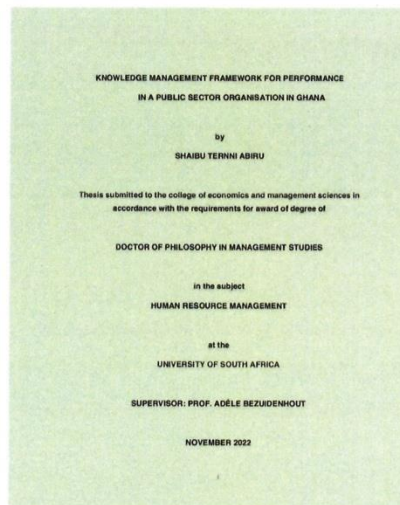 KNOWLEDGE MANAGEMENT FRAMEWORK FOR PERFORMANCE
IN A PUBLIC SECTOR ORGANISATION IN GHANA
by
SHAIBU TERNNI ABIRU
Thesis submitted to the college of economics and management sciences in
accordance with the requirements for award of degree of
DOCTOR OF PHILOSOPHY IN MANAGEMENT STUDIES
in the subject
HUMAN RESOURCE MANAGEMENT
at the
UNIVERSITY OF SOUTH AFRICA
SUPERVISOR: PROF. ADÈLE BEZUIDENHOUT
NOVEMBER 2022